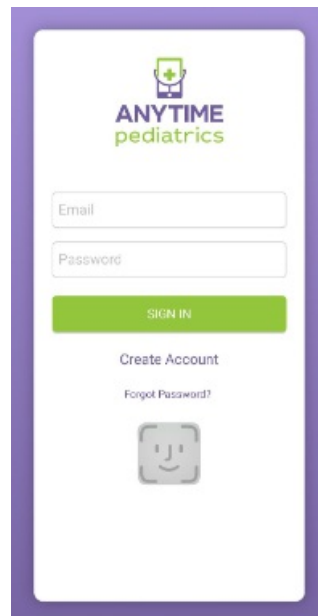 ANYTIME
pediatrics
Email
Password
SIGN IN
Create Account
Forgot Password?